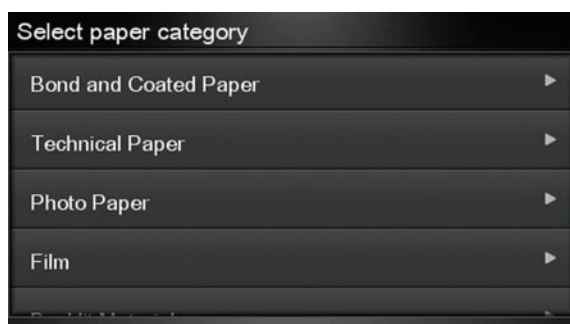 Select paper category
Bond and Coated Paper
Technical Paper
Photo Paper
Film